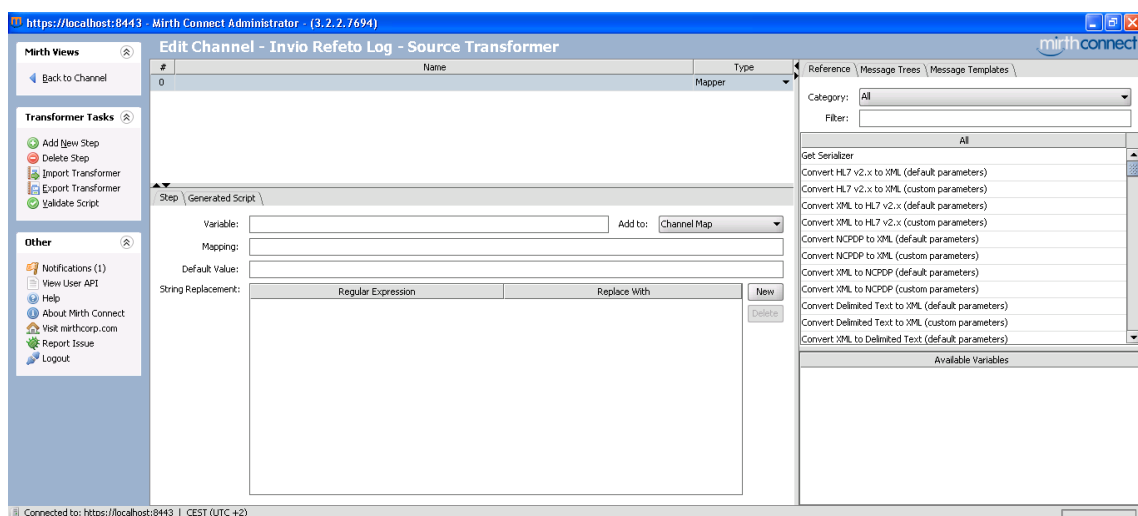 https://localhost:8443 - Mirth Connect Administrator - (3.2.2.7694)
Mirth Views
Back to Channel
Transformer Tasks
Add New Step
Delete Step
Import Transformer
Export Transformer
Validate Script
Other
Notifications (1)
View User API
Help
About Mirth Connect
Visit mirthcorp.com
Report Issue
Logout
Edit Channel - Invio Refeto Log - Source Transformer
mirthconnect
# Name Type
0 Mapper
Step Generated Script
Variable: Add to: Channel Map
Mapping:
Default Value:
String Replacement: Regular Expression Replace With New
Delete
Reference Message Trees Message Templates
Category: All
Filter:
All
Get Serializer
Convert HL7 v2.x to XML (default parameters)
Convert HL7 v2.x to XML (custom parameters)
Convert XML to HL7 v2.x (default parameters)
Convert XML to HL7 v2.x (custom parameters)
Convert NCPDP to XML (default parameters)
Convert NCPDP to XML (custom parameters)
Convert XML to NCPDP (default parameters)
Convert XML to NCPDP (custom parameters)
Convert Delimited Text to XML (default parameters)
Convert Delimited Text to XML (custom parameters)
Convert XML to Delimited Text (default parameters)
Available Variables
Connected to: https://localhost:8443 | CEST (UTC +2)